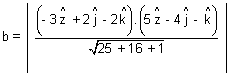 b = | ((- 3ẑ + 2ĵ - 2k̂) . (5ẑ - 4ĵ - k̂)) / √(25 + 16 + 1) |